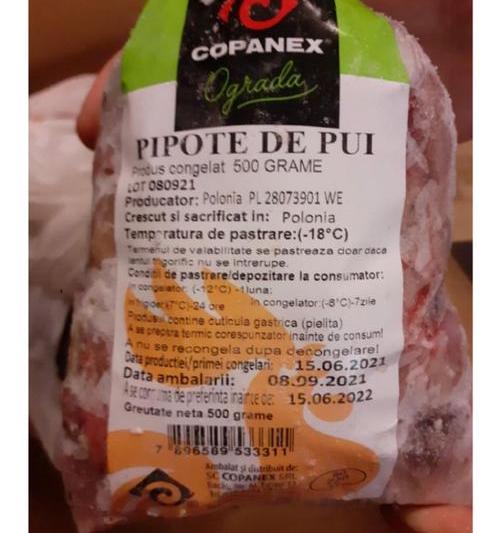 COPANEX
Ograda
PIPOTE DE PUI
Produs congelat 500 GRAME
LOT 080921
Producator: Polonia PL 28073901 WE
Crescut si sacrificat in: Polonia
Temperatura de pastrare:(-18°C)
Termenul de valabilitate se pastreaza doar daca
lantul frigorific nu se intrerupe.
Conditii de pastrare/depozitare la consumator:
in congelator: (-12°C) -1luna:
in frigider(7°C)-24 ore in congelator:(-6°C)-7zile
Produsul contine cuticula gastrica (pielita)
A se prepara termic corespunzator inainte de consum!
A nu se recongela dupa decongelare!
Data productiei/primei congelari: 15.06.2021
Data ambalarii: 08.09.2021
A se consuma de preferinta inainte de: 15.06.2022
Greutate neta 500 grame
7 696569 533311
Ambalat si distribuit de:
SC COPANEX SRL